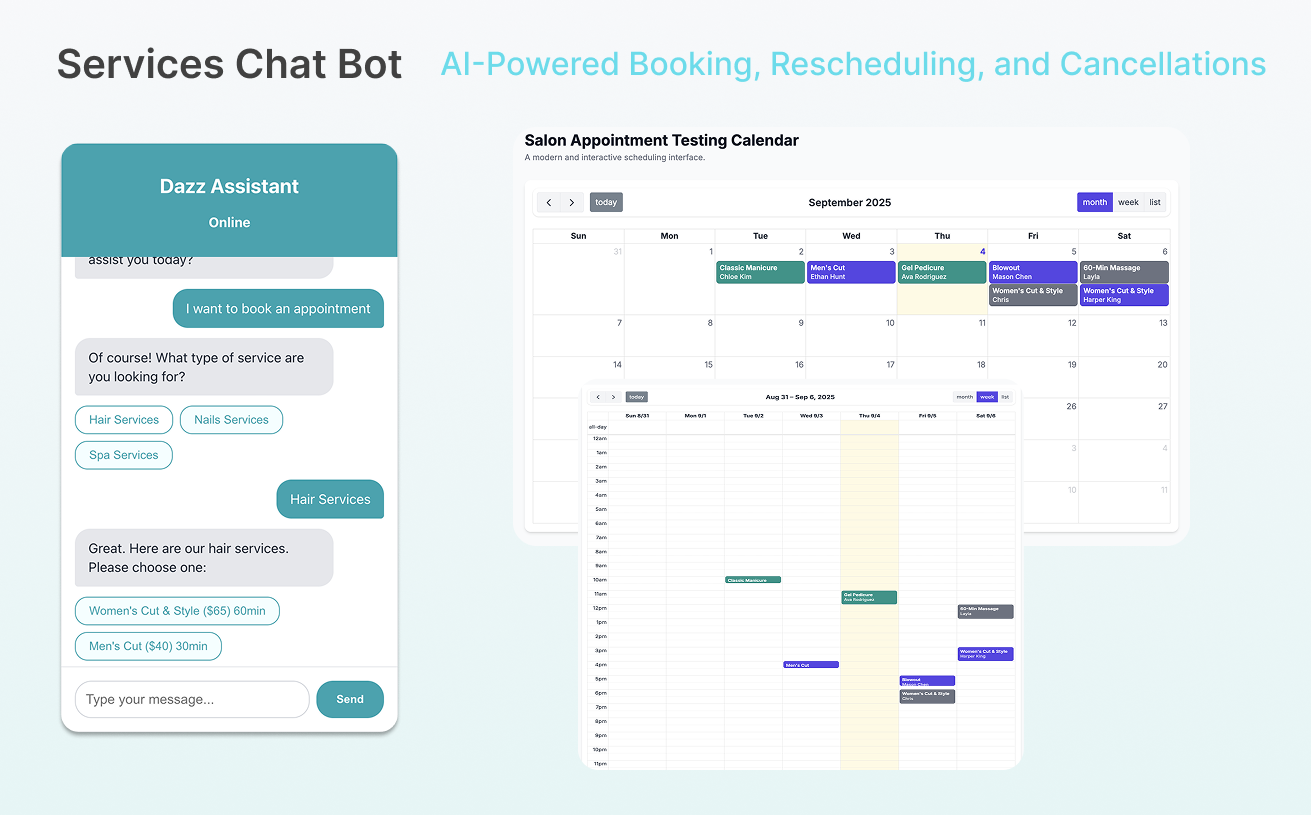 Services Chat Bot
AI-Powered Booking, Rescheduling, and Cancellations
Dazz Assistant
Online
assist you today?
I want to book an appointment
Of course! What type of service are
you looking for?
Hair Services
Nails Services
Spa Services
Hair Services
Great. Here are our hair services.
Please choose one:
Women's Cut & Style ($65) 60min
Men's Cut ($40) 30min
Type your message...
Send
Salon Appointment Testing Calendar
A modern and interactive scheduling interface.
today
September 2025
month week list
Sun Mon Tue Wed Thu Fri Sat
31 1 2 3 4 5 6
Classic Manicure
Chloe Kim
Men's Cut
Ethan Hunt
Gel Pedicure
Ava Rodriguez
Blowout
Mason Chen
Women's Cut & Style
Chris
60-Min Massage
Layla
Women's Cut & Style
Harper King
7 8 9 10 11 12 13
14 15 16 17 18 19 20
26 27
3 4
10 11
today
Aug 31 – Sep 6, 2025
month week list
Sun 8/31 Mon 9/1 Tue 9/2 Wed 9/3 Thu 9/4 Fri 9/5 Sat 9/6
all-day
12am
1am
2am
3am
4am
5am
6am
7am
8am
9am
10am
Classic Manicure
11am
Gel Pedicure
Ava Rodriguez
12pm
60-Min Massage
Layla
1pm
2pm
3pm
Women's Cut & Style
Harper King
4pm
Men's Cut
5pm
Blowout
Mason Chen
6pm
Women's Cut & Style
Chris
7pm
8pm
9pm
10pm
11pm